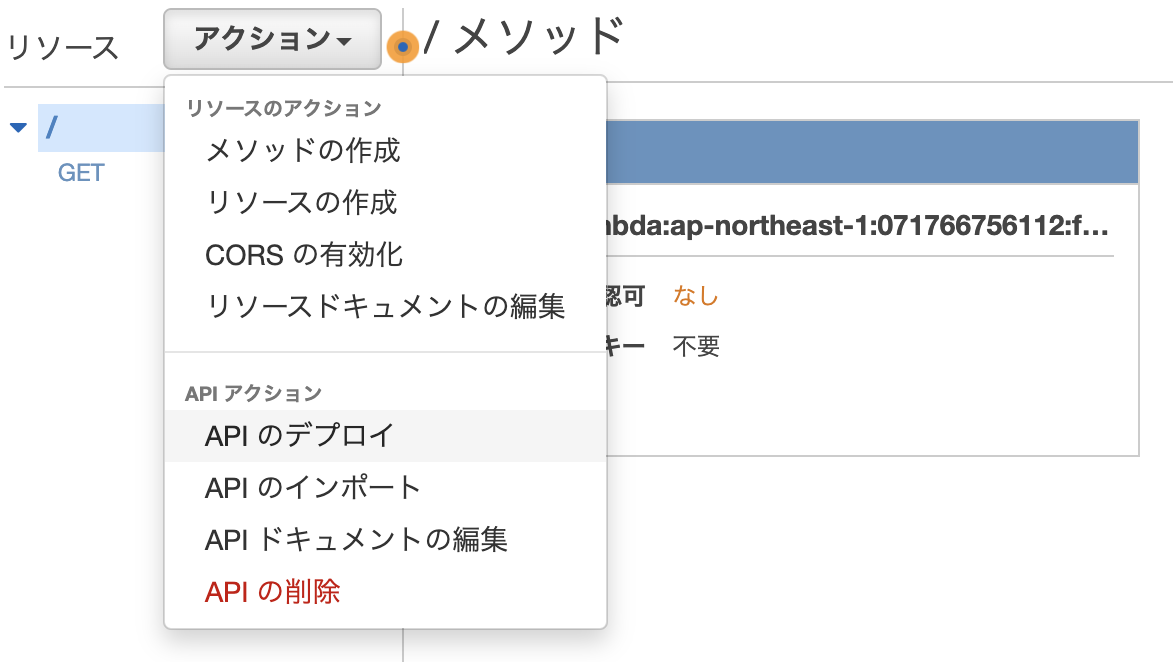 リソース
アクション
/ メソッド
/
GET
リソースのアクション
メソッドの作成
リソースの作成
CORS の有効化
リソースドキュメントの編集
API アクション
API のデプロイ
API のインポート
API ドキュメントの編集
API の削除
bda:ap-northeast-1:071766756112:f...
認可 なし
キー 不要